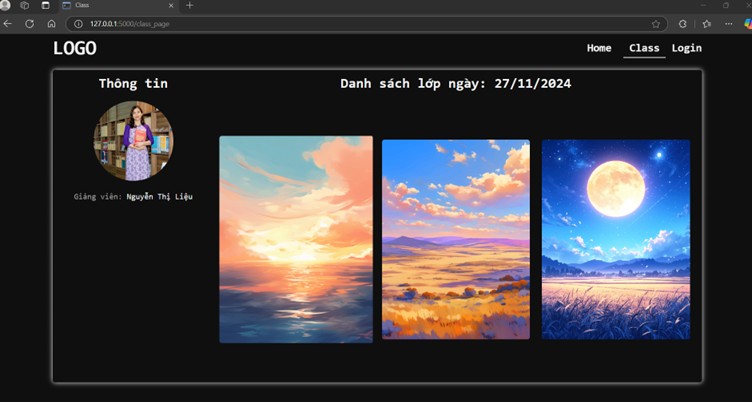 Class
127.0.0.1:5000/class_page
LOGO
Home Class Login
Thông tin
Danh sách lớp ngày: 27/11/2024
Giảng viên: Nguyễn Thị Liệu